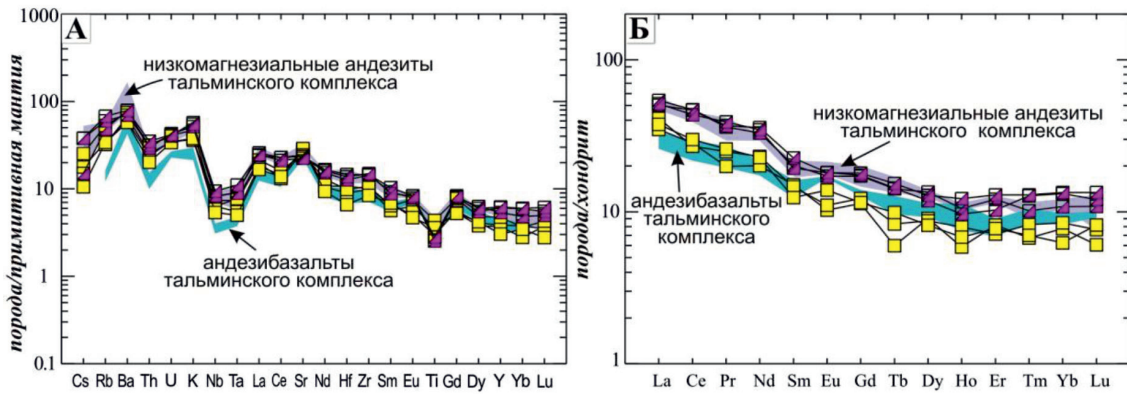 А
порода/примитивная мантия
1000
100
10
1
0.1
низкомагнезиальные андезиты
тальминского комплекса
андезибазальты
тальминского комплекса
Cs Rb Ba Th U K Nb Ta La Ce Sr Nd Hf Zr Sm Eu Ti Gd Dy Y Yb Lu
Б
порода/хондрит
100
10
1
низкомагнезиальные андезиты
тальминского комплекса
андезибазальты
тальминского
комплекса
La Ce Pr Nd Sm Eu Gd Tb Dy Ho Er Tm Yb Lu